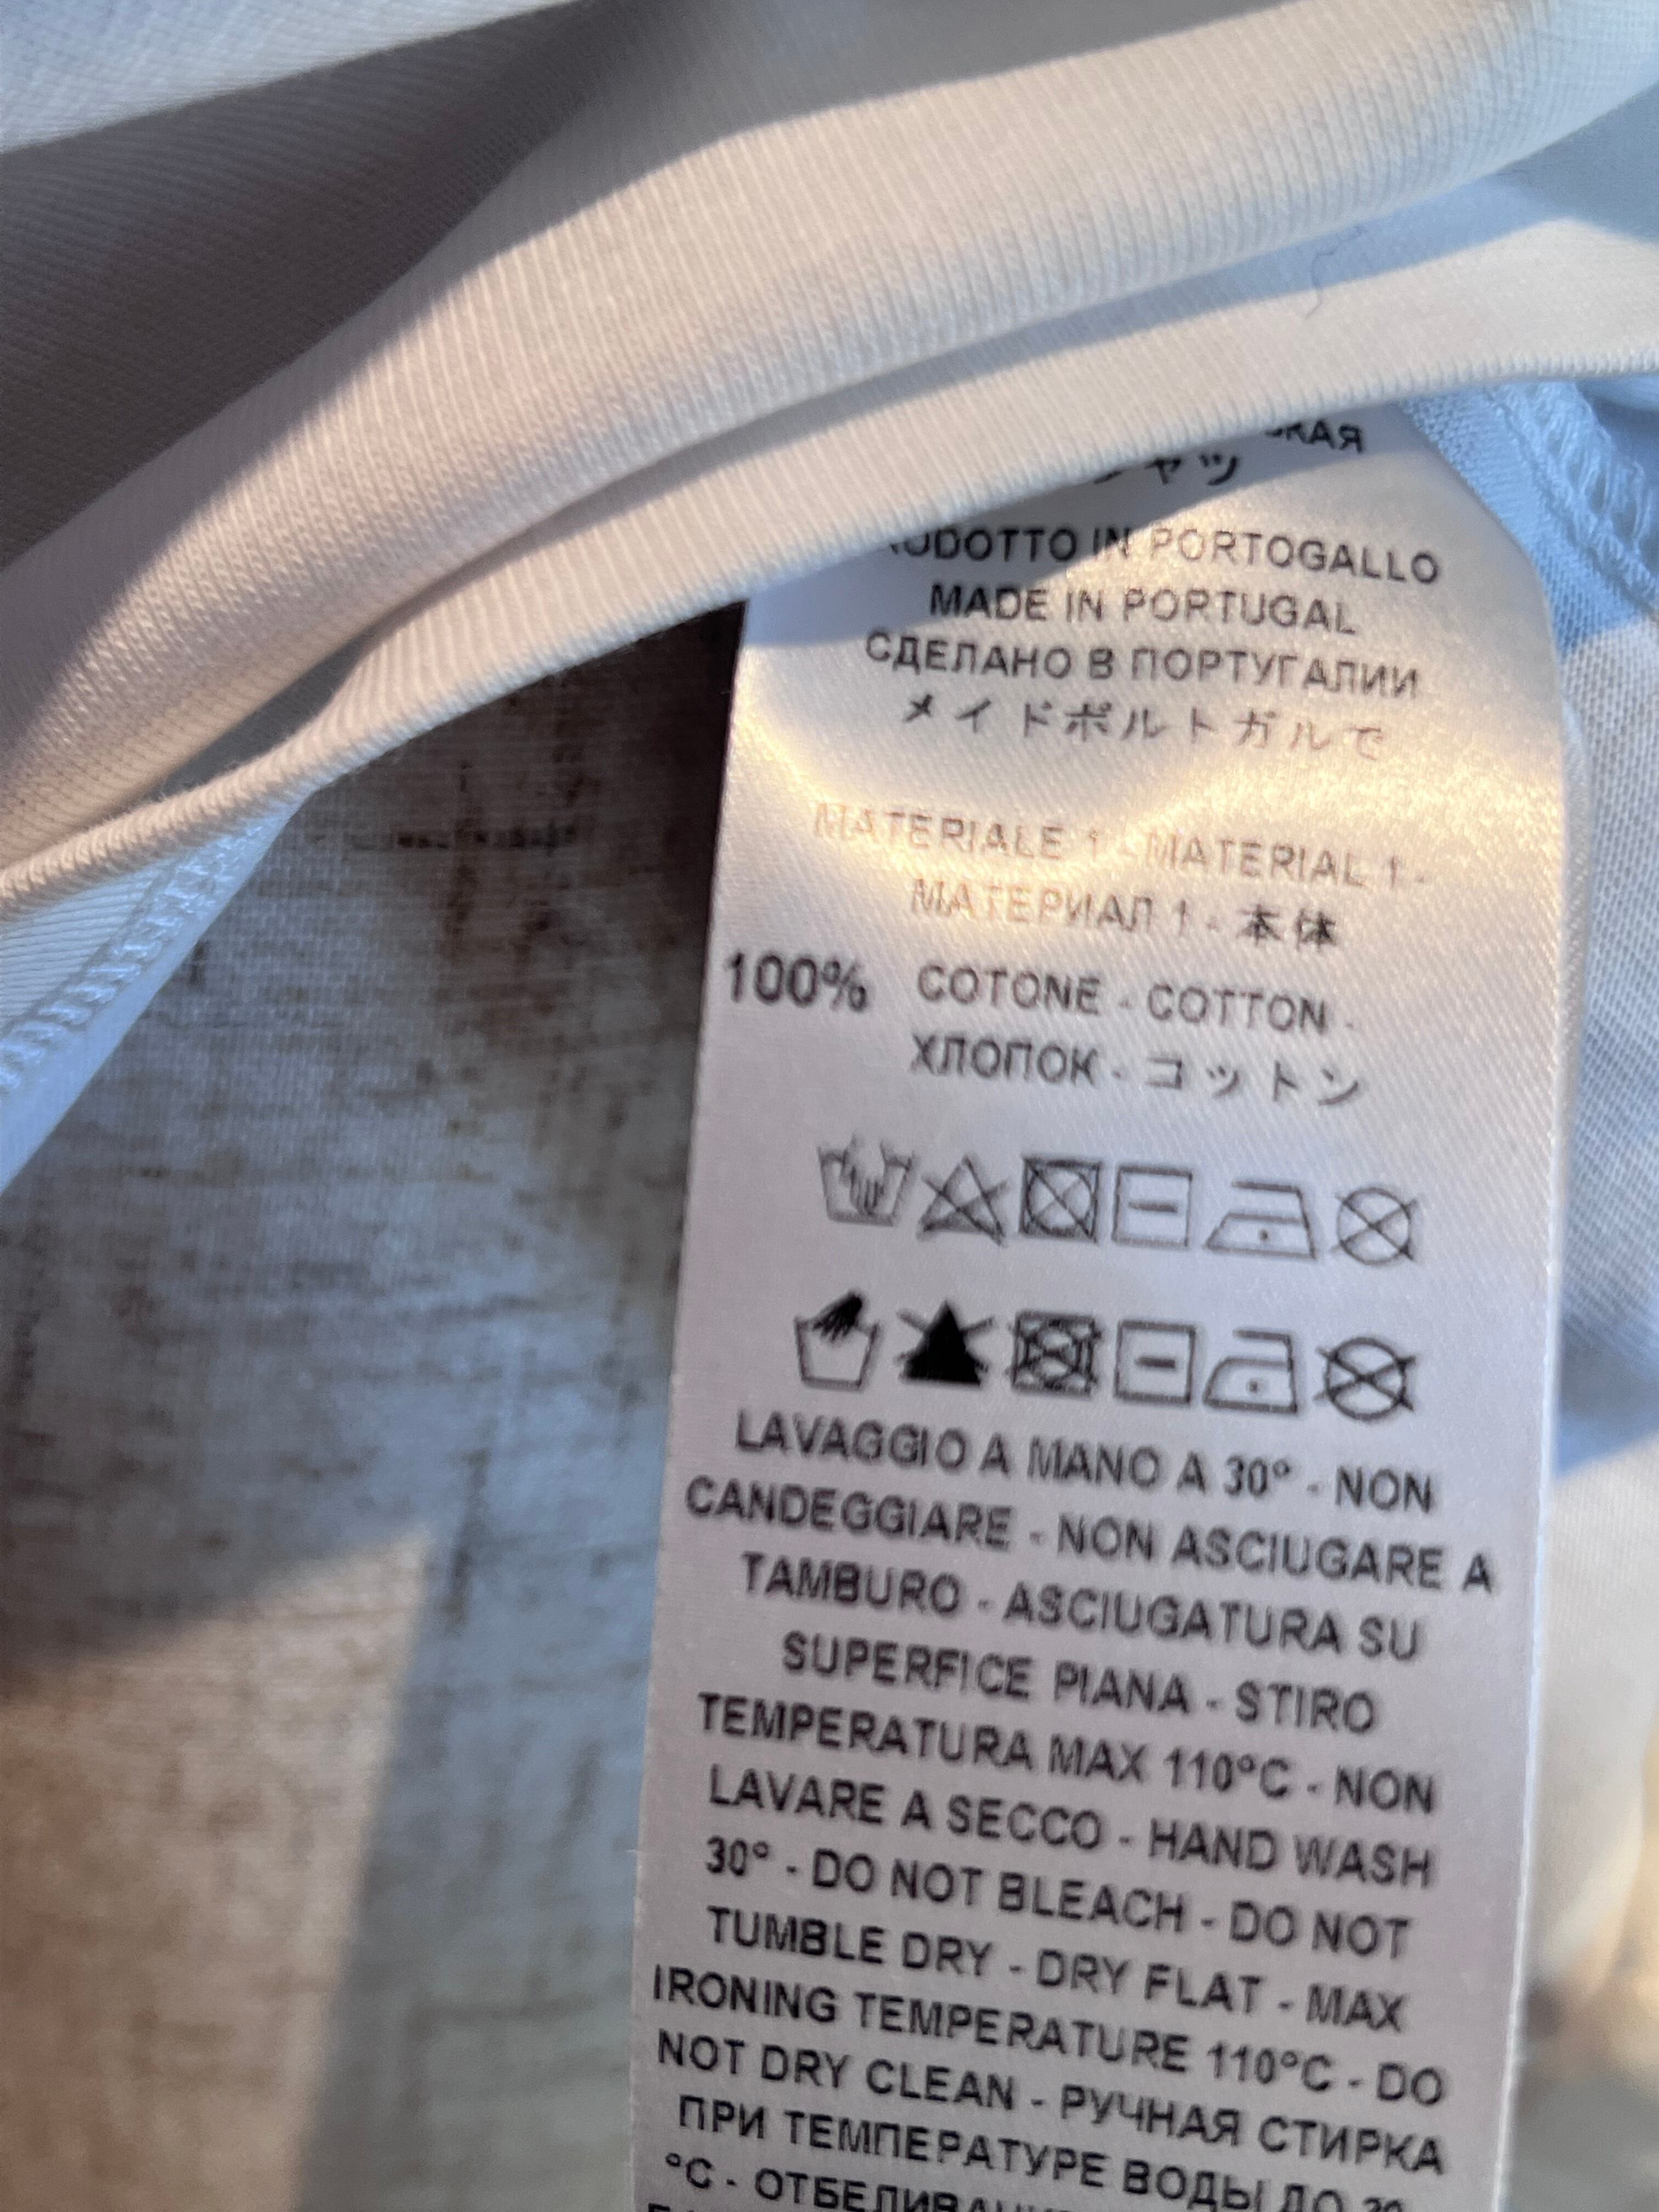 ャツ
IN PORTOGALLO
MADE IN PORTUGAL
СДЕЛАНО В ПОРТУГАЛИИ
メイドポルトガルで
MATERIALE 1 - MATERIAL 1 -
МАТЕРИАЛ 1 - 本体
100% COTONE - COTTON -
ХЛОПОК - コットン
LAVAGGIO A MANO A 30° - NON
CANDEGGIARE - NON ASCIUGARE A
TAMBURO - ASCIUGATURA SU
SUPERFICE PIANA - STIRO
TEMPERATURA MAX 110°C - NON
LAVARE A SECCO - HAND WASH
30° - DO NOT BLEACH - DO NOT
TUMBLE DRY - DRY FLAT - MAX
IRONING TEMPERATURE 110°C - DO
NOT DRY CLEAN - РУЧНАЯ СТИРКА
ПРИ ТЕМПЕРАТУРЕ ВОДЫ ДО 30
°C -